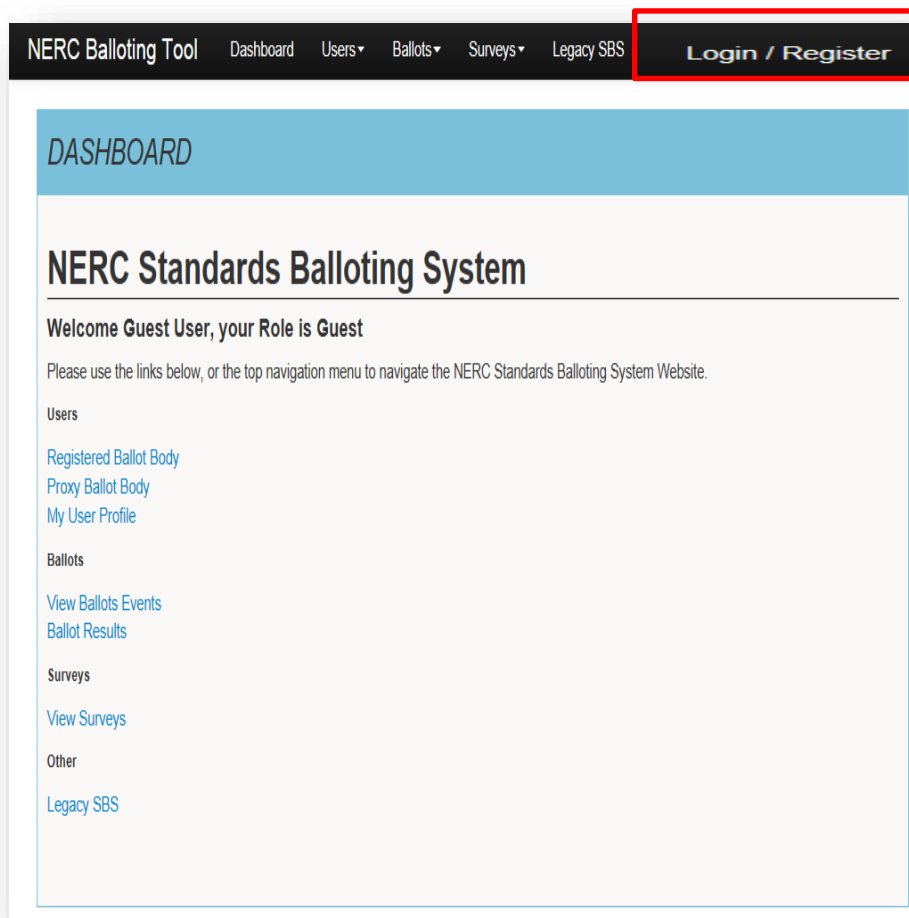 NERC Balloting Tool Dashboard Users▾ Ballots▾ Surveys▾ Legacy SBS Login / Register
DASHBOARD
NERC Standards Balloting System
Welcome Guest User, your Role is Guest
Please use the links below, or the top navigation menu to navigate the NERC Standards Balloting System Website.
Users
Registered Ballot Body
Proxy Ballot Body
My User Profile
Ballots
View Ballots Events
Ballot Results
Surveys
View Surveys
Other
Legacy SBS